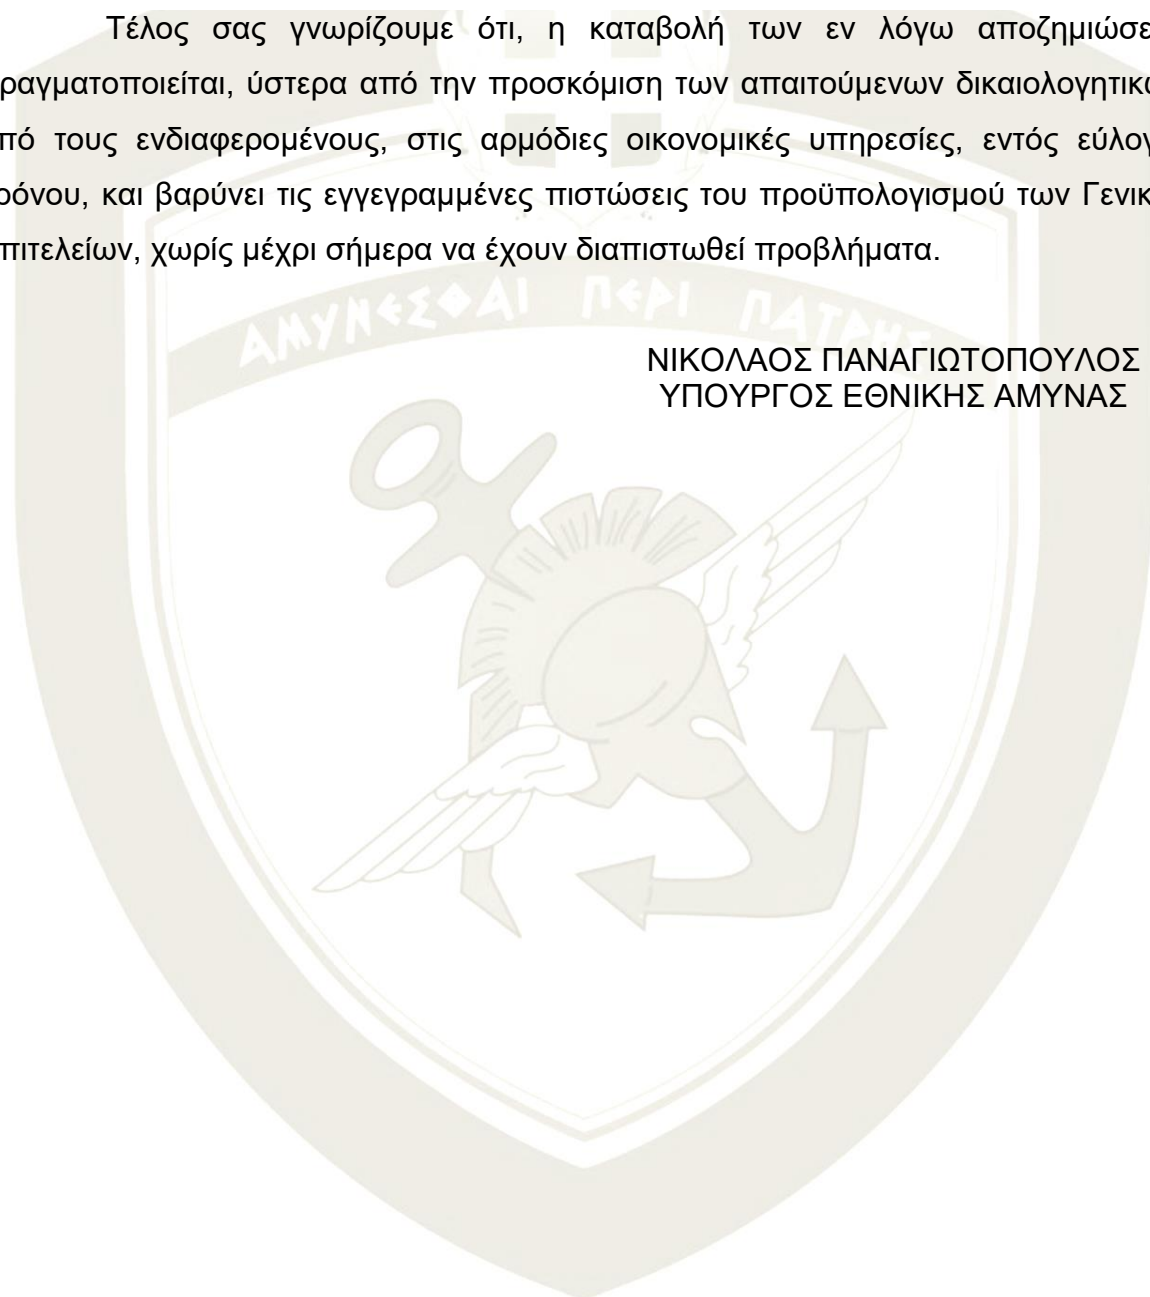 Τέλος σας γνωρίζουμε ότι, η καταβολή των εν λόγω αποζημιώσε
ραγματοποιείται, ύστερα από την προσκόμιση των απαιτούμενων δικαιολογητικ
πό τους ενδιαφερομένους, στις αρμόδιες οικονομικές υπηρεσίες, εντός εύλογ
ρόνου, και βαρύνει τις εγγεγραμμένες πιστώσεις του προϋπολογισμού των Γενικ
πιτελείων, χωρίς μέχρι σήμερα να έχουν διαπιστωθεί προβλήματα.
ΑΜΥΝΕΣΘΑΙ ΠΕΡΙ ΠΑΤΡΗΣ
ΝΙΚΟΛΑΟΣ ΠΑΝΑΓΙΩΤΟΠΟΥΛΟΣ
ΥΠΟΥΡΓΟΣ ΕΘΝΙΚΗΣ ΑΜΥΝΑΣ